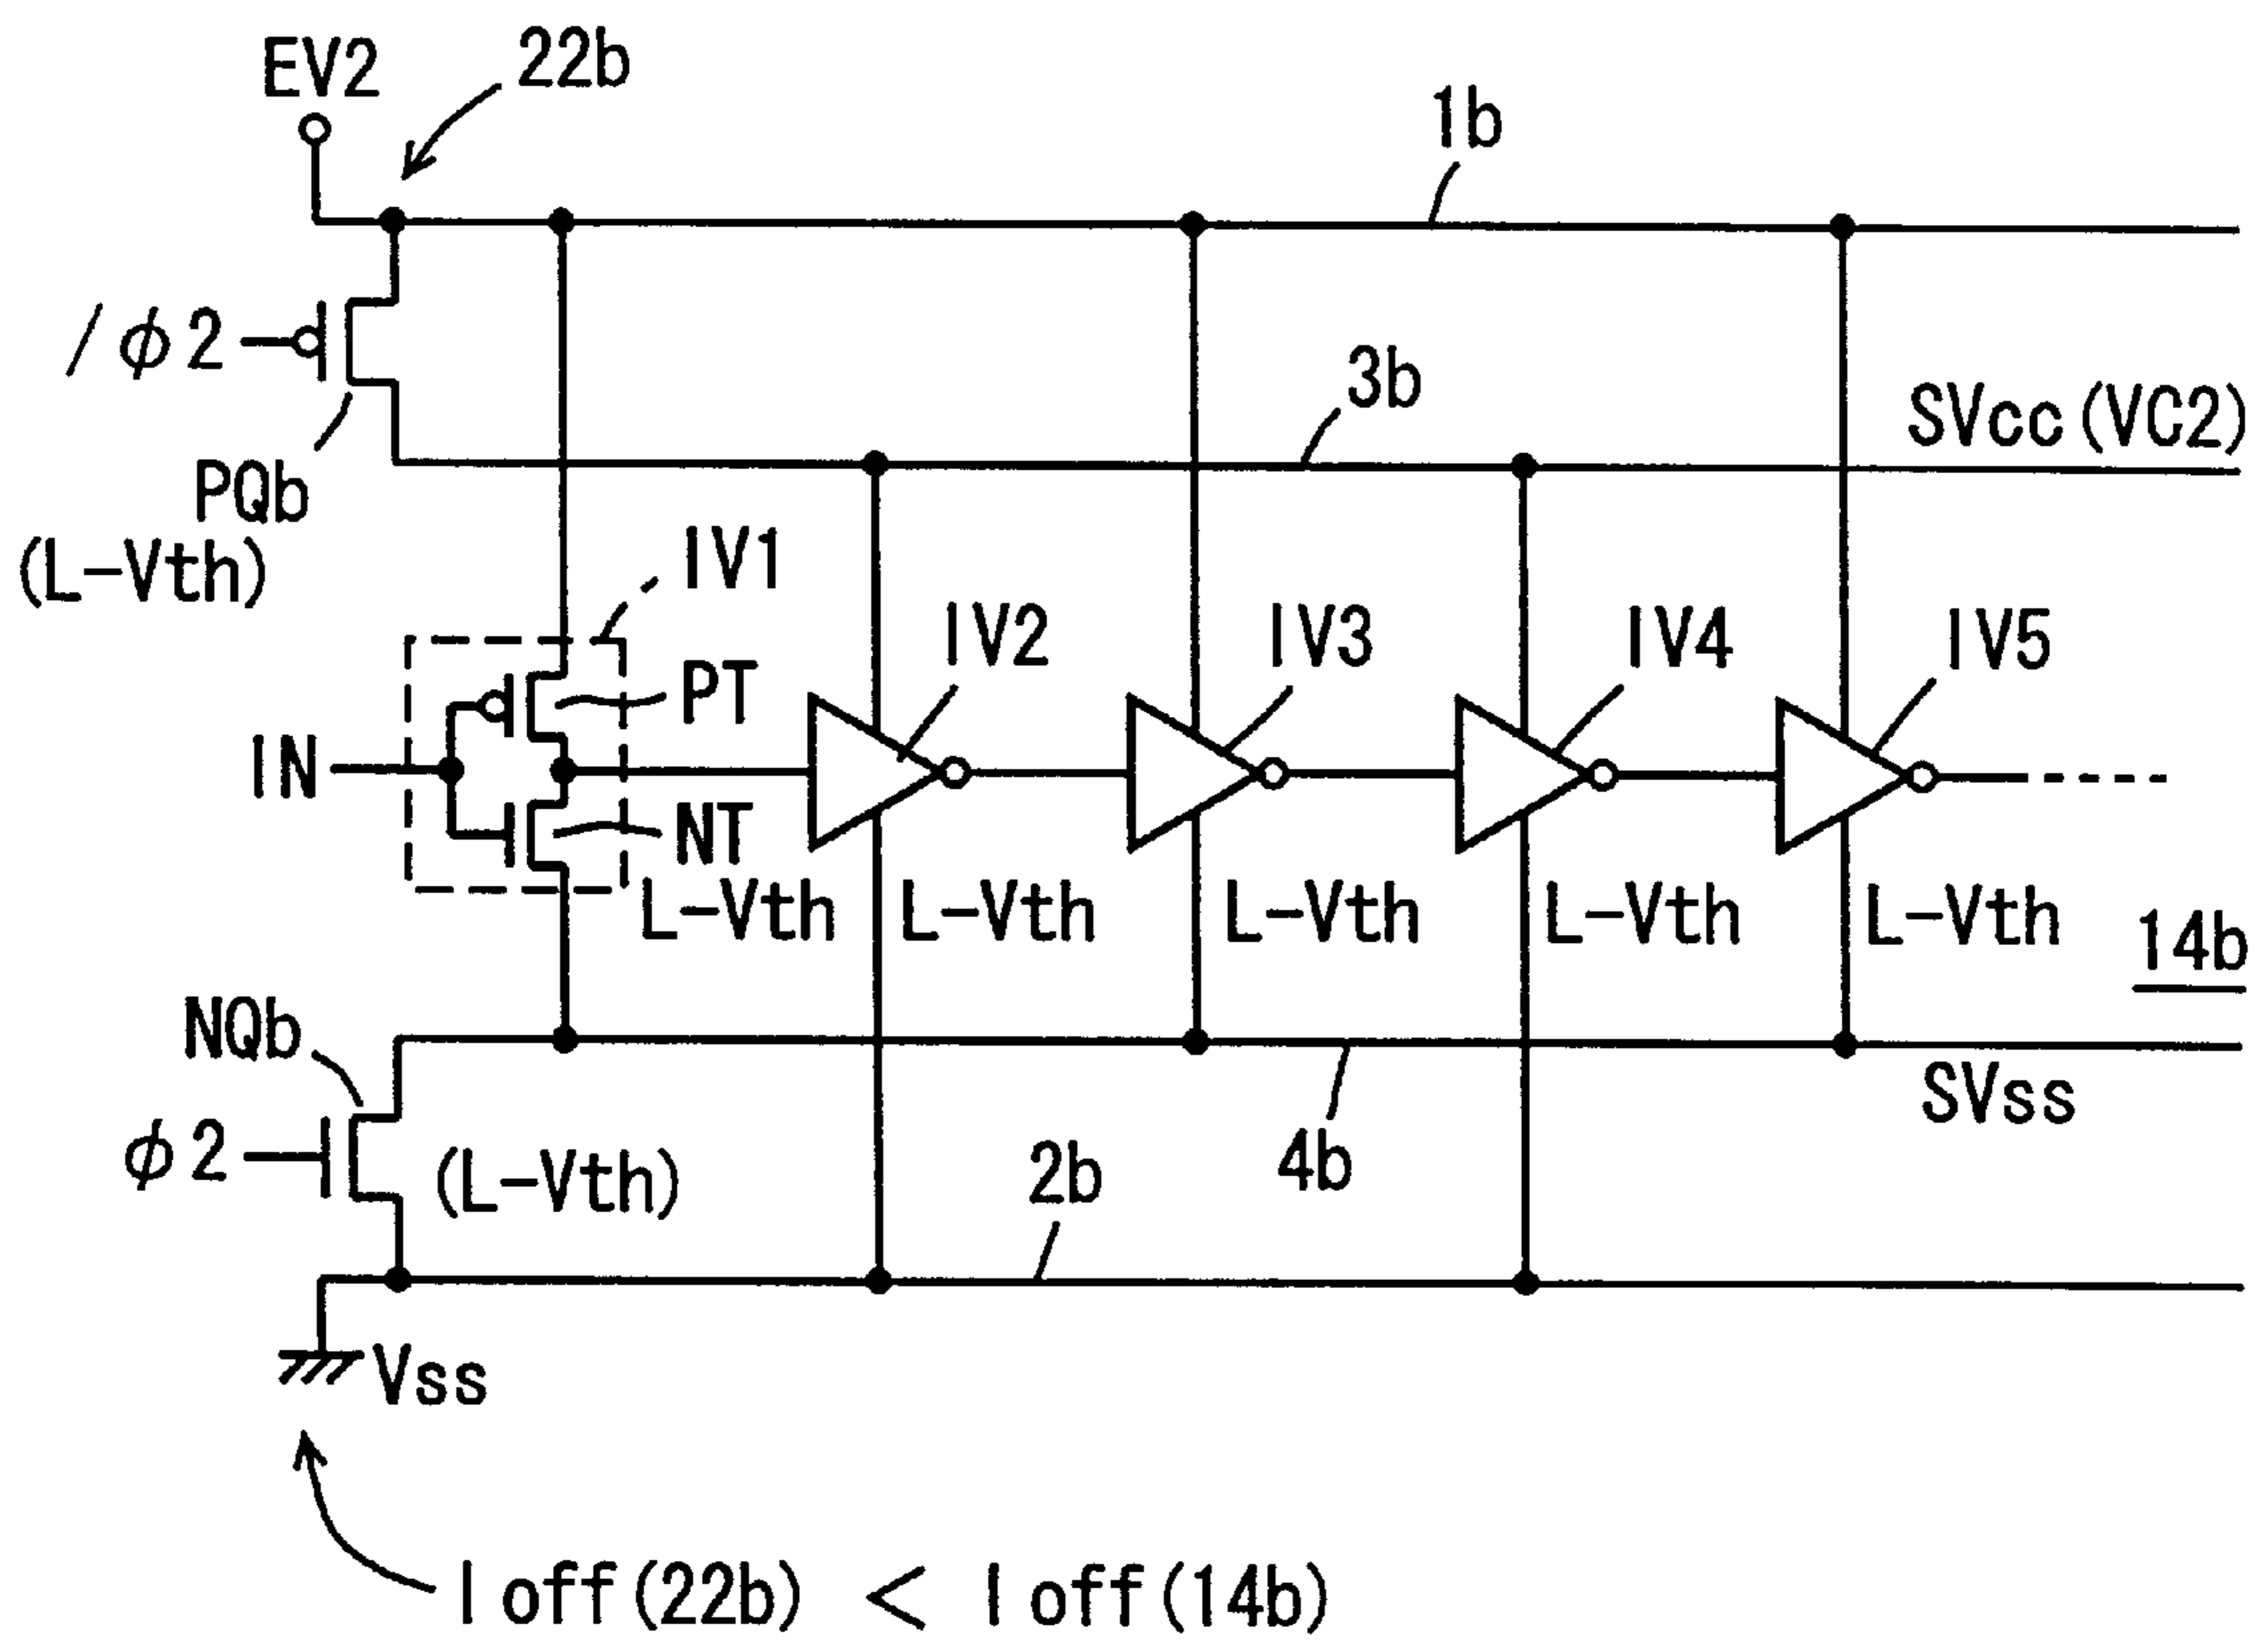 EV2
22b
1b
/φ2
3b
SVcc(VC2)
PQb
(L-Vth)
IV1
PT
IV2
IV3
IV4
IV5
IN
NT
L-Vth
L-Vth
L-Vth
L-Vth
L-Vth
14b
NQb
SVss
φ2
(L-Vth)
2b
4b
Vss
Ioff(22b) < Ioff(14b)